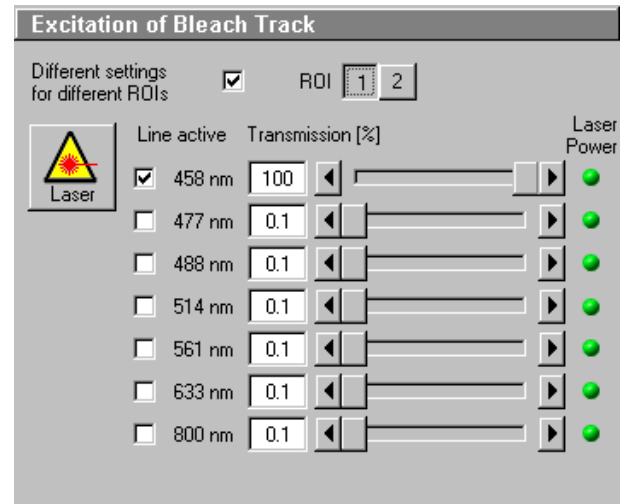 Excitation of Bleach Track
Different settings
for different ROIs
ROI 1 2
Laser
Line active Transmission [%] Laser
Power
458 nm 100
477 nm 0.1
488 nm 0.1
514 nm 0.1
561 nm 0.1
633 nm 0.1
800 nm 0.1